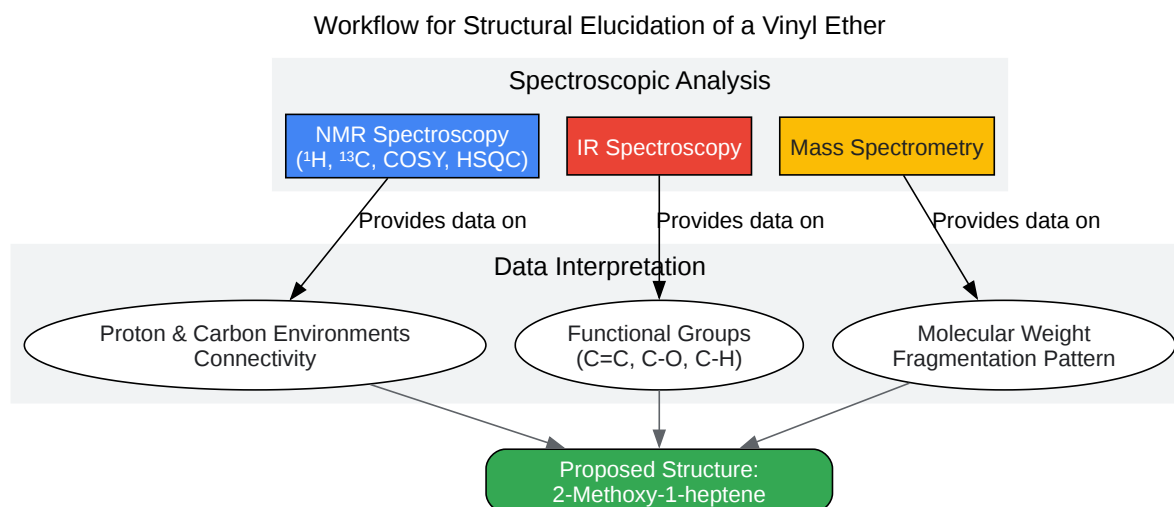 Workflow for Structural Elucidation of a Vinyl Ether
Spectroscopic Analysis
NMR Spectroscopy
(¹H, ¹³C, COSY, HSQC)
IR Spectroscopy
Mass Spectrometry
Provides data on
Provides data on
Provides data on
Data Interpretation
Proton & Carbon Environments
Connectivity
Functional Groups
(C=C, C-O, C-H)
Molecular Weight
Fragmentation Pattern
Proposed Structure:
2-Methoxy-1-heptene